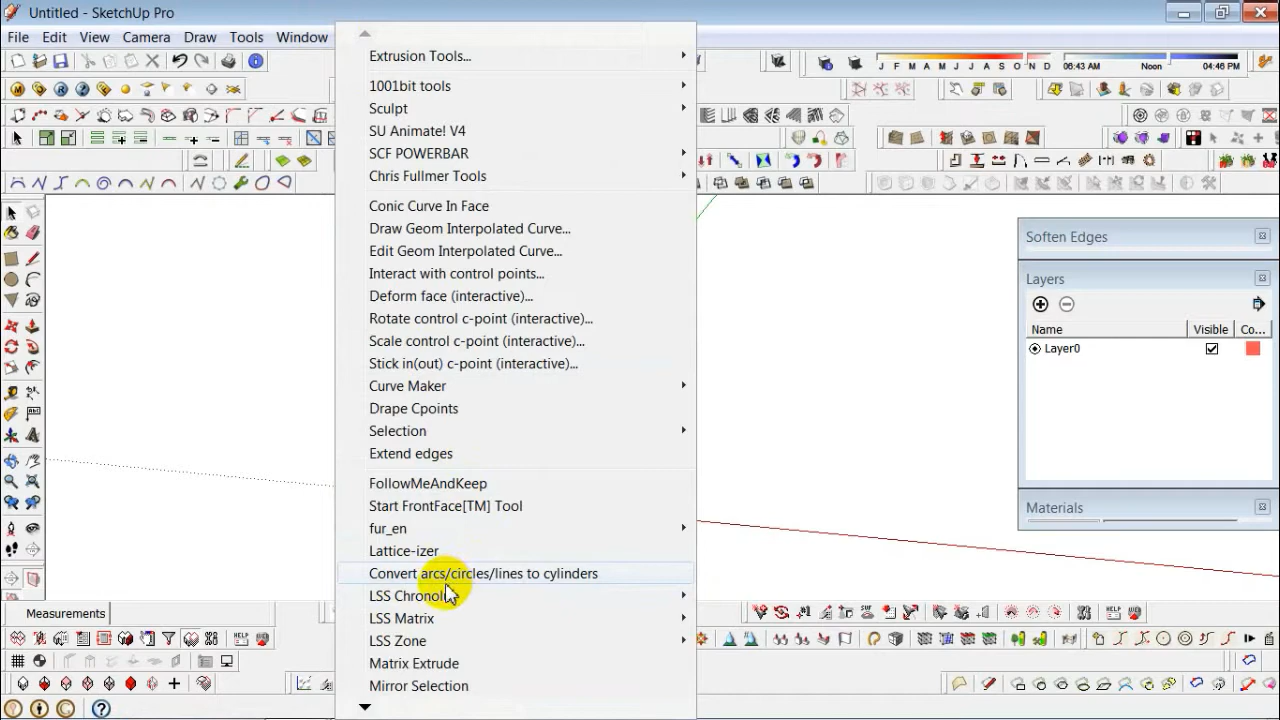 Untitled - SketchUp Pro
File Edit View Camera Draw Tools Window
J F M A M J J A S O N D 06:43 AM Noon 04:46 PM
Extrusion Tools...
1001bit tools
Sculpt
SU Animate! V4
SCF POWERBAR
Chris Fullmer Tools
Conic Curve In Face
Draw Geom Interpolated Curve...
Edit Geom Interpolated Curve...
Interact with control points...
Deform face (interactive)...
Rotate control c-point (interactive)...
Scale control c-point (interactive)...
Stick in(out) c-point (interactive)...
Curve Maker
Drape Cpoints
Selection
Extend edges
FollowMeAndKeep
Start FrontFace[TM] Tool
fur_en
Lattice-izer
Convert arcs/circles/lines to cylinders
LSS Matrix
LSS Zone
Matrix Extrude
Mirror Selection
Soften Edges
Layers
Name Visible Co...
Layer0
Materials
Measurements
HELP
HELP